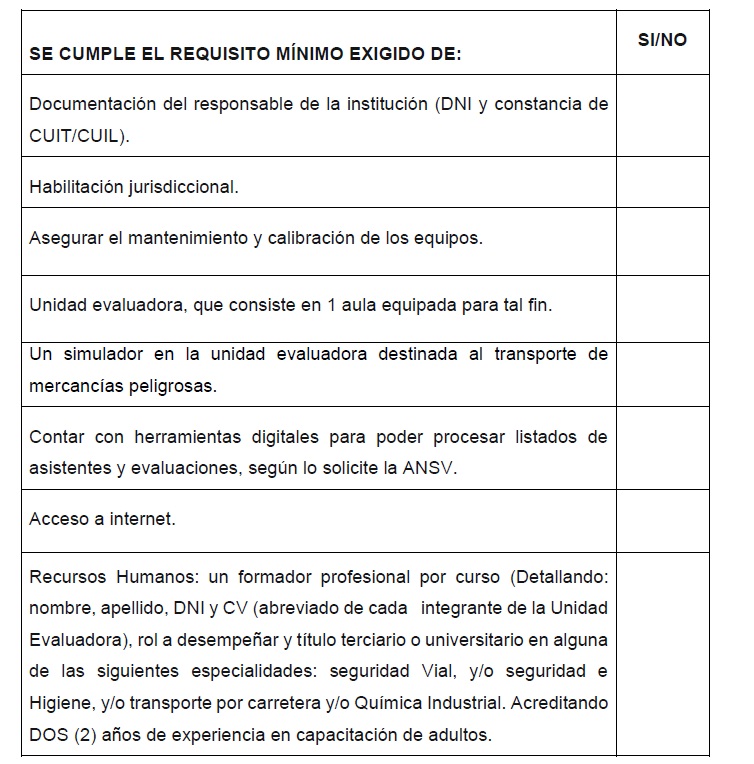 SE CUMPLE EL REQUISITO MÍNIMO EXIGIDO DE:
SI/NO
Documentación del responsable de la institución (DNI y constancia de
CUIT/CUIL).
Habilitación jurisdiccional.
Asegurar el mantenimiento y calibración de los equipos.
Unidad evaluadora, que consiste en 1 aula equipada para tal fin.
Un simulador en la unidad evaluadora destinada al transporte de
mercancías peligrosas.
Contar con herramientas digitales para poder procesar listados de
asistentes y evaluaciones, según lo solicite la ANSV.
Acceso a internet.
Recursos Humanos: un formador profesional por curso (Detallando:
nombre, apellido, DNI y CV (abreviado de cada integrante de la Unidad
Evaluadora), rol a desempeñar y título terciario o universitario en alguna
de las siguientes especialidades: seguridad Vial, y/o seguridad e
Higiene, y/o transporte por carretera y/o Química Industrial. Acreditando
DOS (2) años de experiencia en capacitación de adultos.